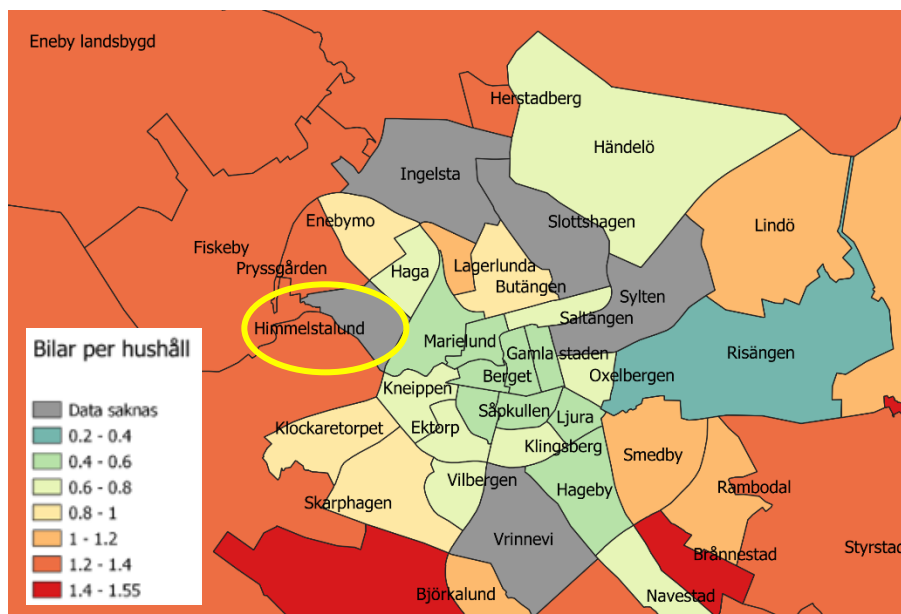 Eneby landsbygd
Herstadberg
Händelö
Ingelsta
Slottshagen
Enebymo
Lindö
Fiskeby
Pryssgården
Haga
Lagerlunda
Butängen
Sylten
Saltängen
Himmelstalund
Marielund
Gamla staden
Risängen
Berget
Oxelbergen
Kneippen
Såpkullen
Ljura
Klockaretorpet
Ektorp
Klingsberg
Smedby
Vilbergen
Hageby
Rambodal
Skarphagen
Vrinnevi
Brånnestad
Styrstad
Björkalund
Navestad
Bilar per hushåll
Data saknas
0.2 - 0.4
0.4 - 0.6
0.6 - 0.8
0.8 - 1
1 - 1.2
1.2 - 1.4
1.4 - 1.55